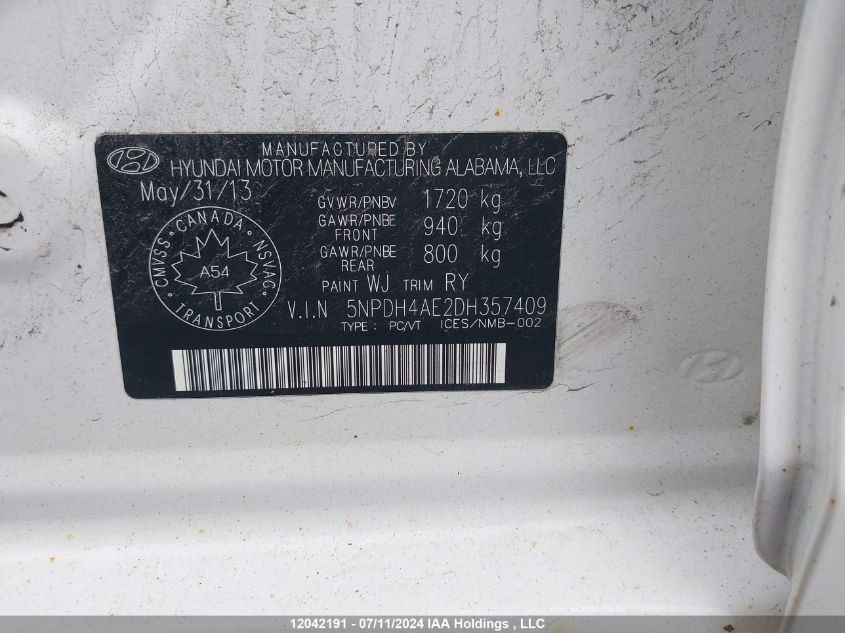 MANUFACTURED BY
HYUNDAI MOTOR MANUFACTURING ALABAMA, LLC
May/31/13
GVWR/PNBV 1720 kg
GAWR/PNBE FRONT 940 kg
GAWR/PNBE REAR 800 kg
PAINT WJ TRIM RY
CANADA
CMVSS
NSVAC
A54
TRANSPORT
V.I.N 5NPDH4AE2DH357409
TYPE : PC/VT ICES/NMB-002
12042191 - 07/11/2024 IAA Holdings , LLC